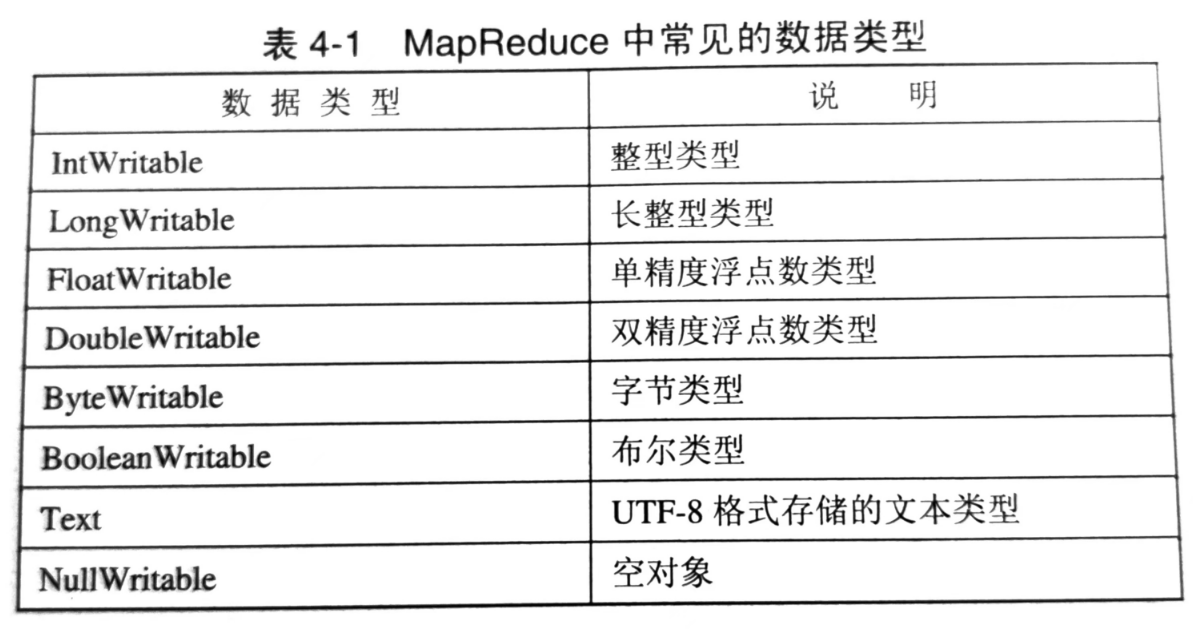 表 4-1 MapReduce 中常见的数据类型
数 据 类 型 说 明
IntWritable 整型类型
LongWritable 长整型类型
FloatWritable 单精度浮点数类型
DoubleWritable 双精度浮点数类型
ByteWritable 字节类型
BooleanWritable 布尔类型
Text UTF-8 格式存储的文本类型
NullWritable 空对象